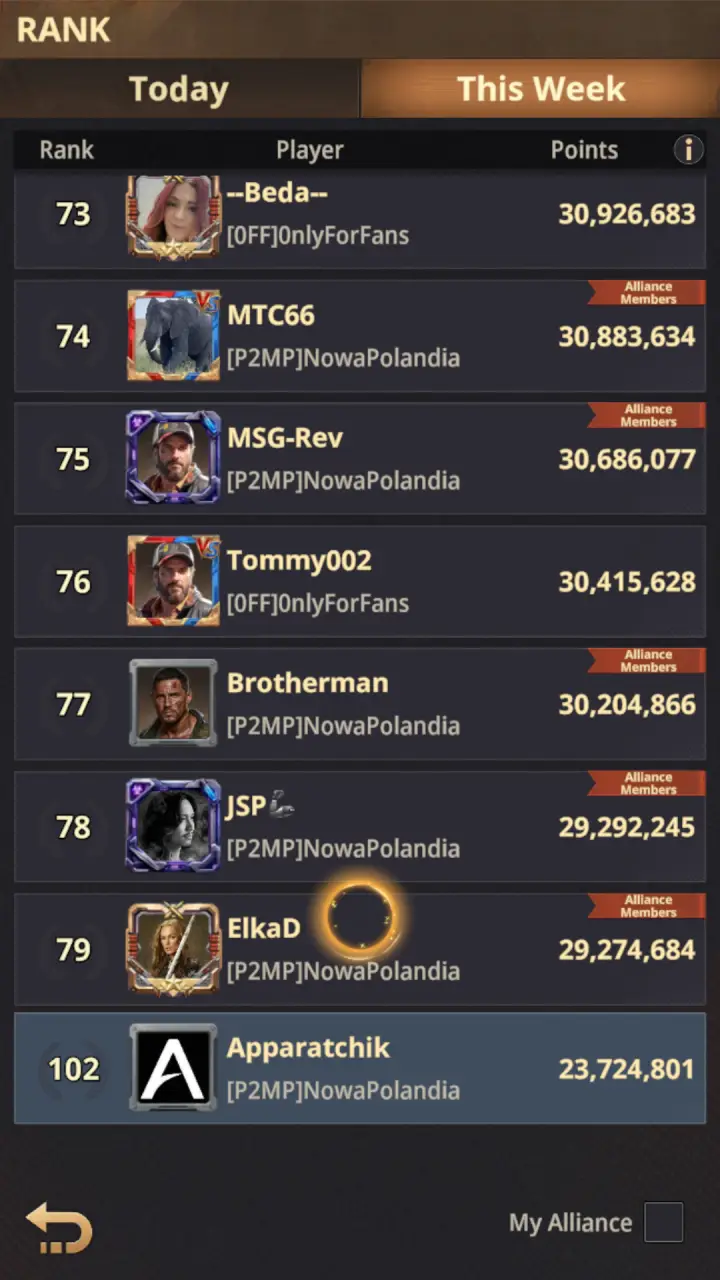 RANK
Today
This Week
Rank
Player
Points
i
73
--Beda--
[0FF]0nlyForFans
30,926,683
74
VS
MTC66
[P2MP]NowaPolandia
Alliance
Members
30,883,634
75
MSG-Rev
[P2MP]NowaPolandia
Alliance
Members
30,686,077
76
VS
Tommy002
[0FF]0nlyForFans
30,415,628
77
Brotherman
[P2MP]NowaPolandia
Alliance
Members
30,204,866
78
JSP💪
[P2MP]NowaPolandia
Alliance
Members
29,292,245
79
ElkaD
[P2MP]NowaPolandia
Alliance
Members
29,274,684
102
A
Apparatchik
[P2MP]NowaPolandia
23,724,801
My Alliance